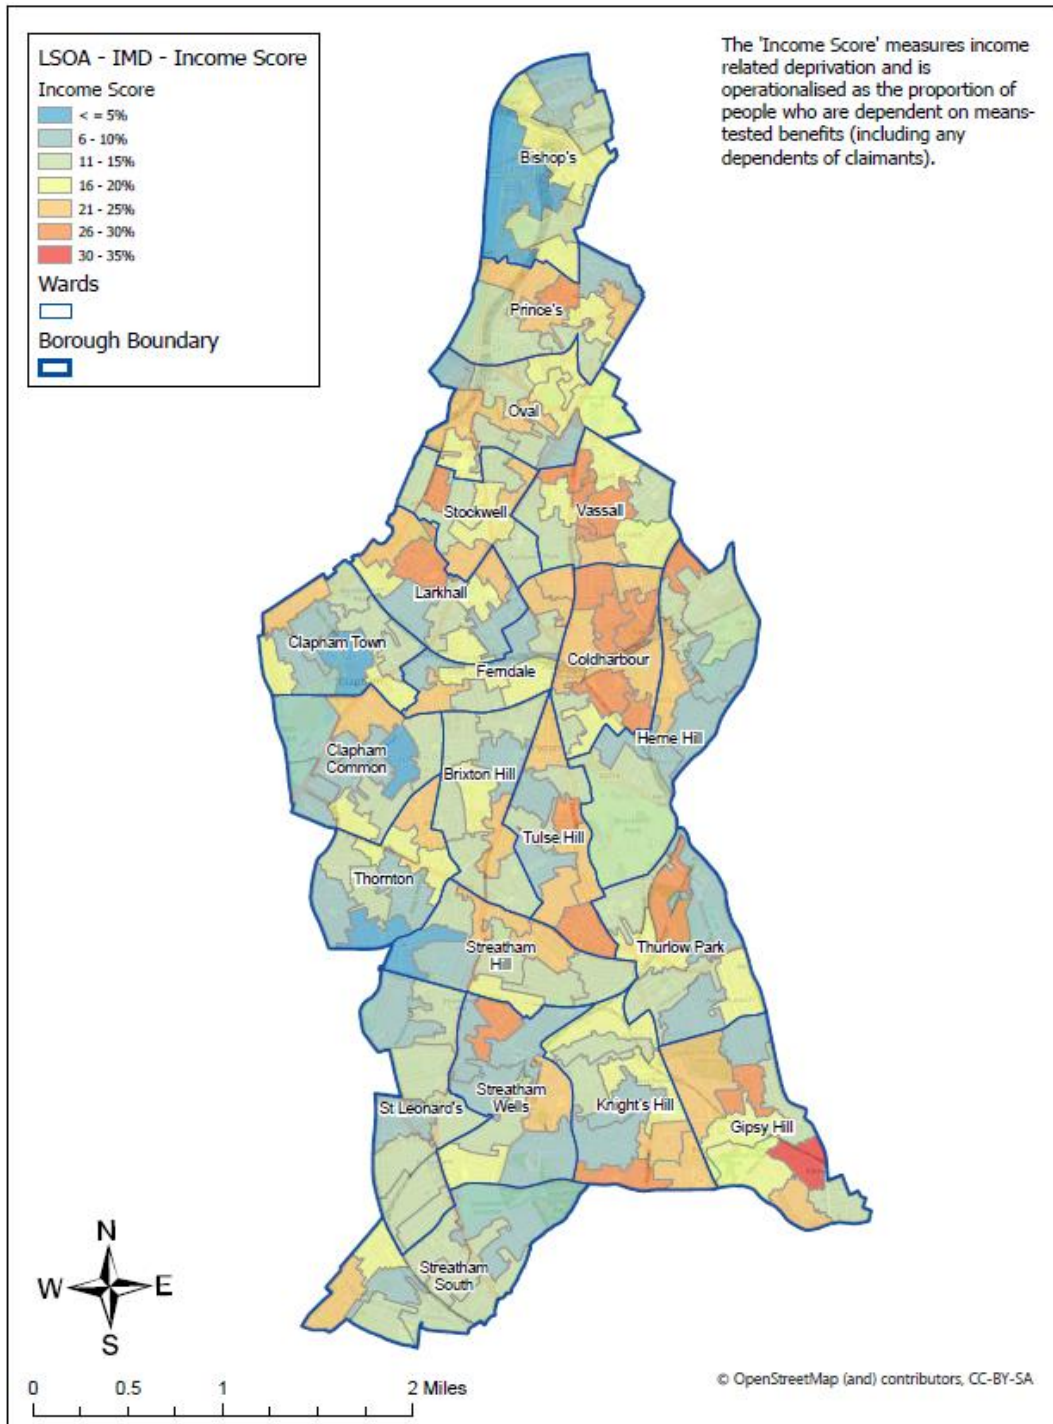 LSOA - IMD - Income Score
Income Score
< = 5%
6 - 10%
11 - 15%
16 - 20%
21 - 25%
26 - 30%
30 - 35%
Wards
Borough Boundary
The 'Income Score' measures income
related deprivation and is
operationalised as the proportion of
people who are dependent on means-
tested benefits (including any
dependents of claimants).
Bishop's
Prince's
Oval
Stockwell
Vassall
Larkhall
Clapham Town
Ferndale
Coldharbour
Herne Hill
Clapham
Common
Brixton Hill
Tulse Hill
Thornton
Streatham
Hill
Thurlow Park
St Leonard's
Streatham
Wells
Knight's Hill
Gipsy Hill
Streatham
South
N
W
E
S
0
0.5
1
2 Miles
© OpenStreetMap (and) contributors, CC-BY-SA